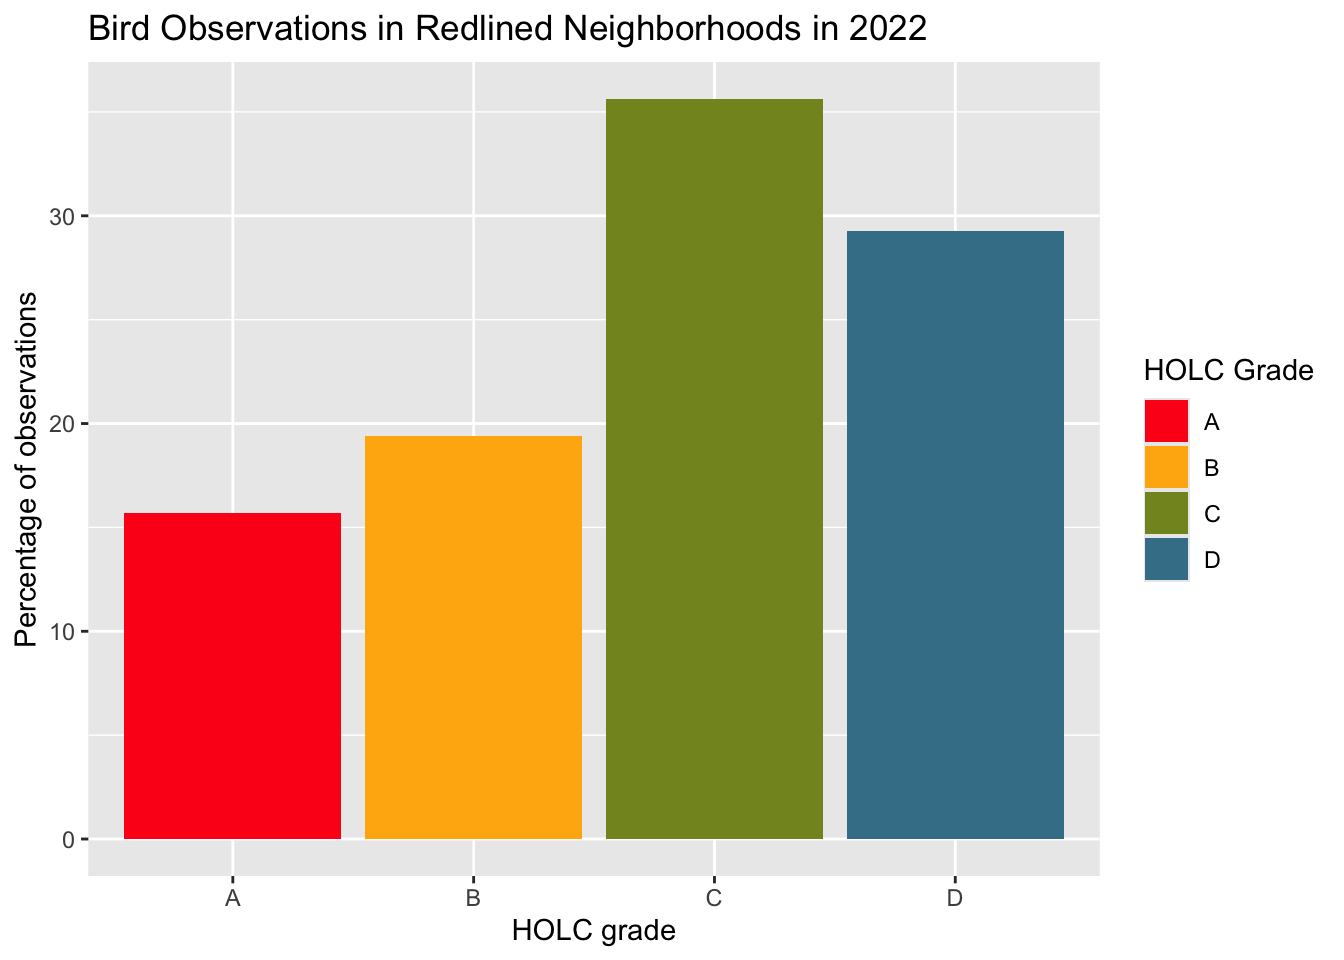 Bird Observations in Redlined Neighborhoods in 2022
Percentage of observations
30
20
10
0
A
B
C
D
HOLC grade
HOLC Grade
A
B
C
D